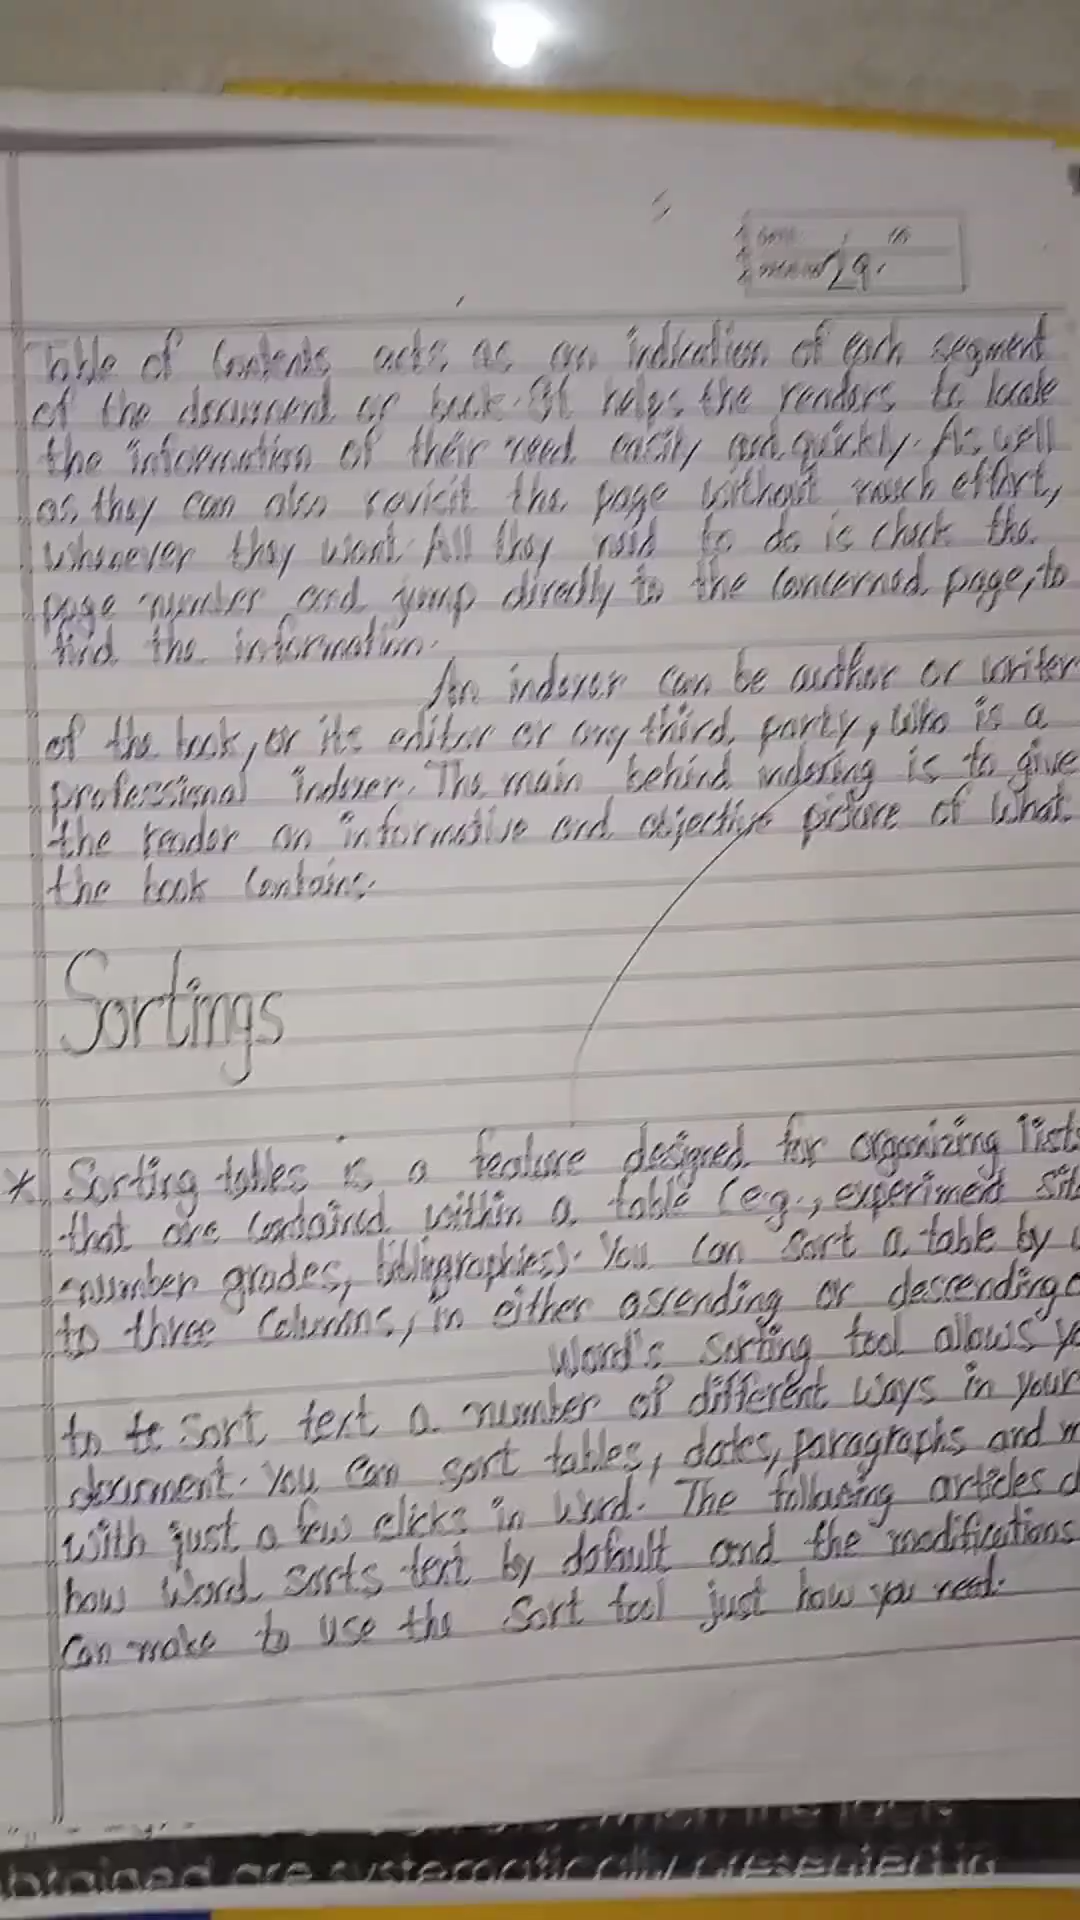 29.
Table of Contents acts as an indication of each segment
of the document or book. It helps the readers to locate
the information of their need easily and quickly. As well
as they can also revisit the page without much effort,
whenever they want. All they need to do is check the
page number and jump directly to the concerned page, to
find the information.
An indexer can be author or writer
of the book, or its editor or any third party, who is a
professional indexer. The main behind indexing is to give
the reader an informative and objective picture of what
the book contains.
Sortings
* Sorting tables is a feature designed for organizing lists
that are contained within a table (e.g., experiment
number grades, bibligraphies). You can sort a table by
to three columns, in either ascending or descending
Word's sorting tool allows
to te sort text a number of different ways in your
document. You can sort tables, dates, paragraphs and
with just a few clicks in Word. The following articles
how Word sorts text by default and the modifications
can make to use the sort tool just how you need.
are systematically presented in